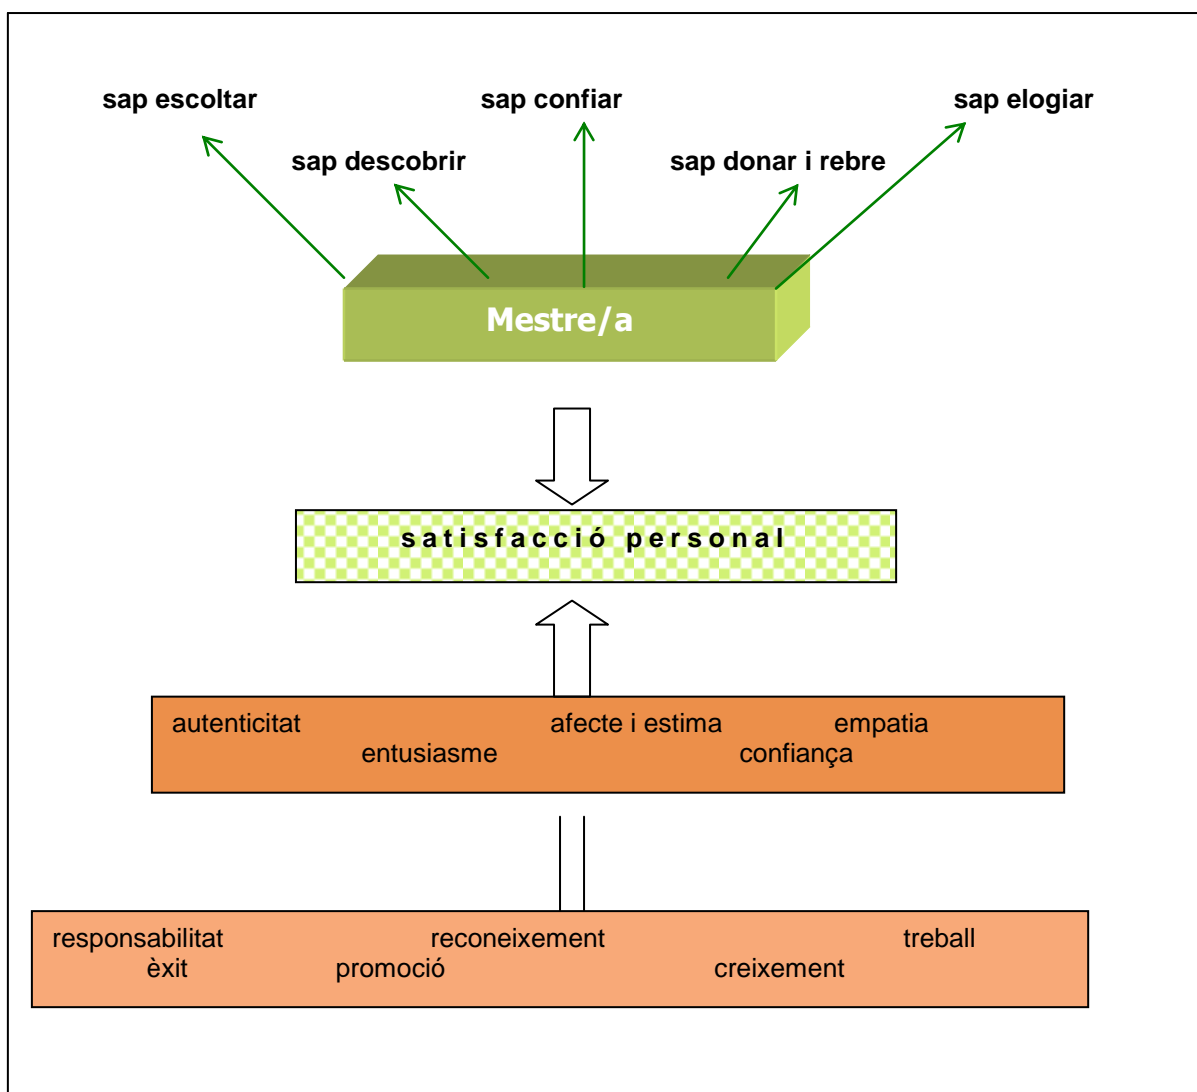 sap escoltar sap confiar sap elogiar
sap descobrir sap donar i rebre
Mestre/a
satisfacció personal
autenticitat afecte i estima empatia
entusiasme confiança
responsabilitat reconeixement treball
èxit promoció creixement